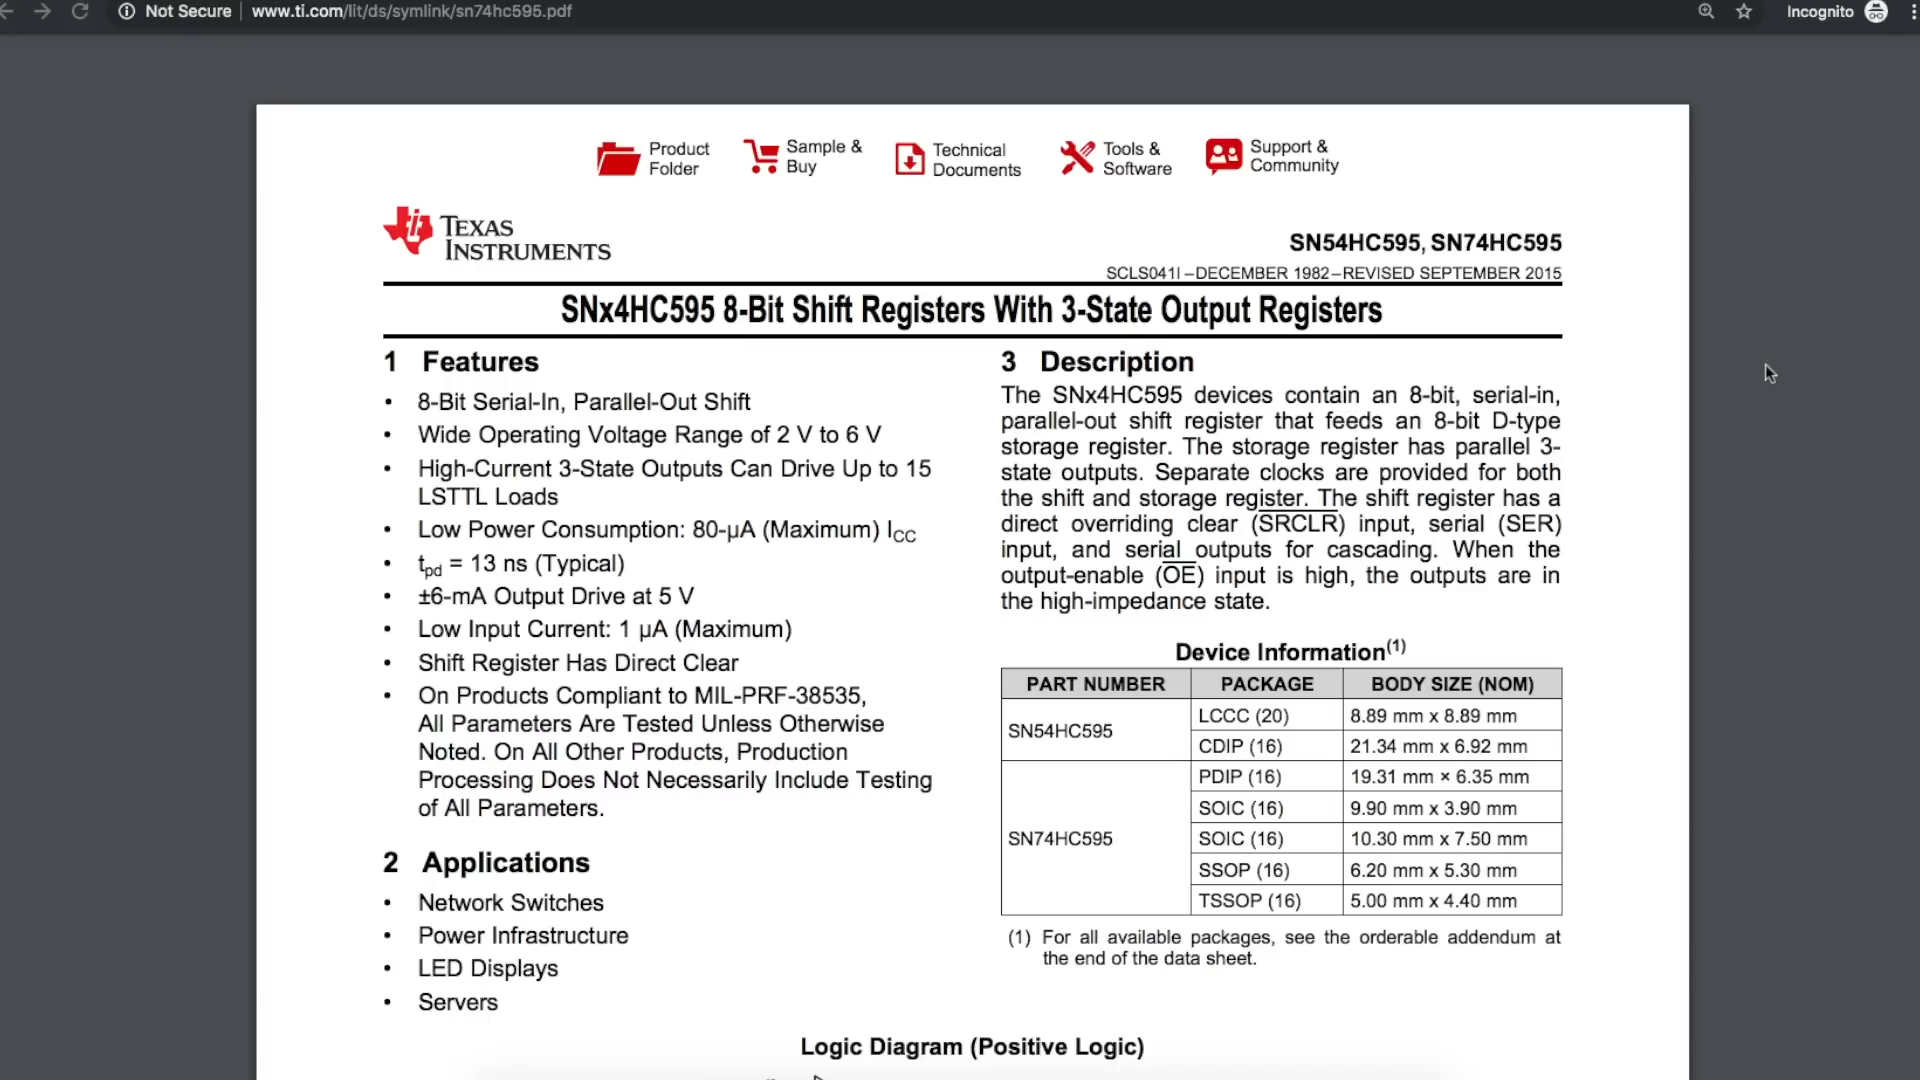 Not Secure | www.ti.com/lit/ds/symlink/sn74hc595.pdf
Incognito
Product Folder
Sample & Buy
Technical Documents
Tools & Software
Support & Community
TEXAS INSTRUMENTS
SN54HC595, SN74HC595
SCLS041I –DECEMBER 1982–REVISED SEPTEMBER 2015
SNx4HC595 8-Bit Shift Registers With 3-State Output Registers
1 Features
• 8-Bit Serial-In, Parallel-Out Shift
• Wide Operating Voltage Range of 2 V to 6 V
• High-Current 3-State Outputs Can Drive Up to 15
LSTTL Loads
• Low Power Consumption: 80-μA (Maximum) ICC
• tpd = 13 ns (Typical)
• ±6-mA Output Drive at 5 V
• Low Input Current: 1 μA (Maximum)
• Shift Register Has Direct Clear
• On Products Compliant to MIL-PRF-38535,
All Parameters Are Tested Unless Otherwise
Noted. On All Other Products, Production
Processing Does Not Necessarily Include Testing
of All Parameters.
2 Applications
• Network Switches
• Power Infrastructure
• LED Displays
• Servers
3 Description
The SNx4HC595 devices contain an 8-bit, serial-in,
parallel-out shift register that feeds an 8-bit D-type
storage register. The storage register has parallel 3-
state outputs. Separate clocks are provided for both
the shift and storage register. The shift register has a
direct overriding clear (SRCLR) input, serial (SER)
input, and serial outputs for cascading. When the
output-enable (OE) input is high, the outputs are in
the high-impedance state.
Device Information(1)
PART NUMBER PACKAGE BODY SIZE (NOM)
SN54HC595 LCCC (20) 8.89 mm x 8.89 mm
CDIP (16) 21.34 mm x 6.92 mm
SN74HC595 PDIP (16) 19.31 mm × 6.35 mm
SOIC (16) 9.90 mm x 3.90 mm
SOIC (16) 10.30 mm x 7.50 mm
SSOP (16) 6.20 mm x 5.30 mm
TSSOP (16) 5.00 mm x 4.40 mm
(1) For all available packages, see the orderable addendum at
the end of the data sheet.
Logic Diagram (Positive Logic)